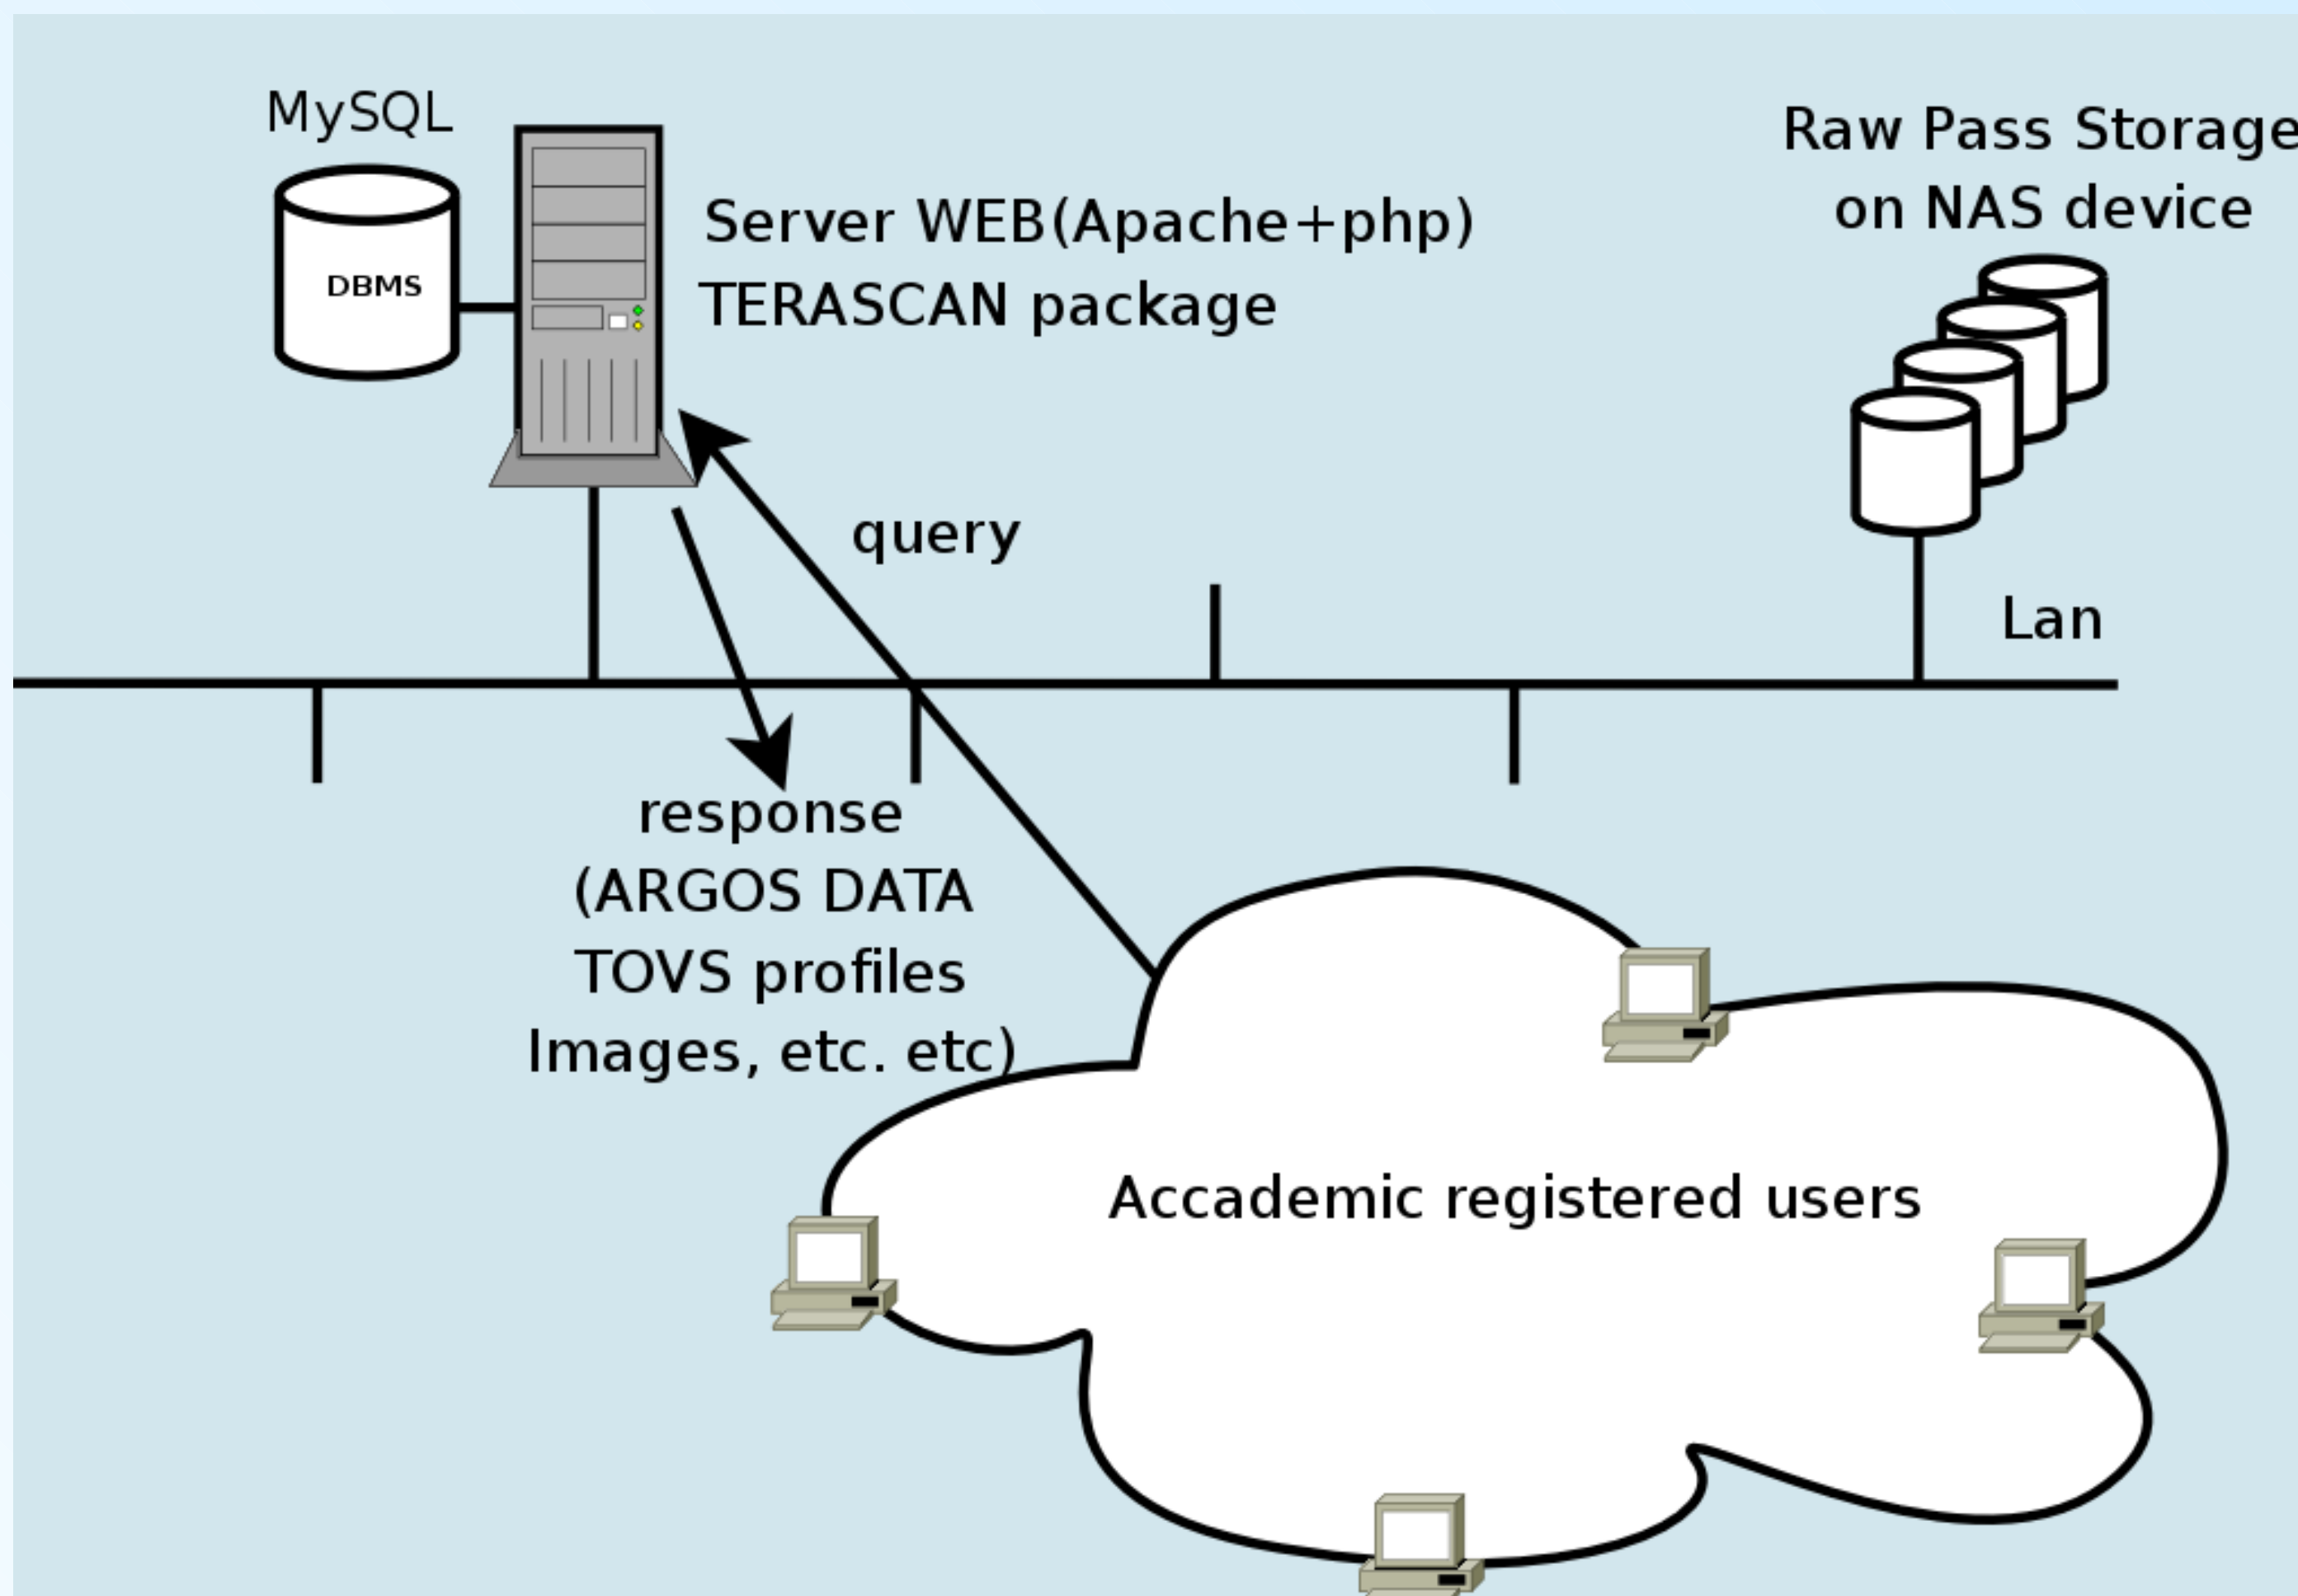 MySQL
DBMS
Server WEB(Apache+php)
TERASCAN package
Raw Pass Storage
on NAS device
query
Lan
response
(ARGOS DATA
TOVS profiles
Images, etc. etc)
Accademic registered users